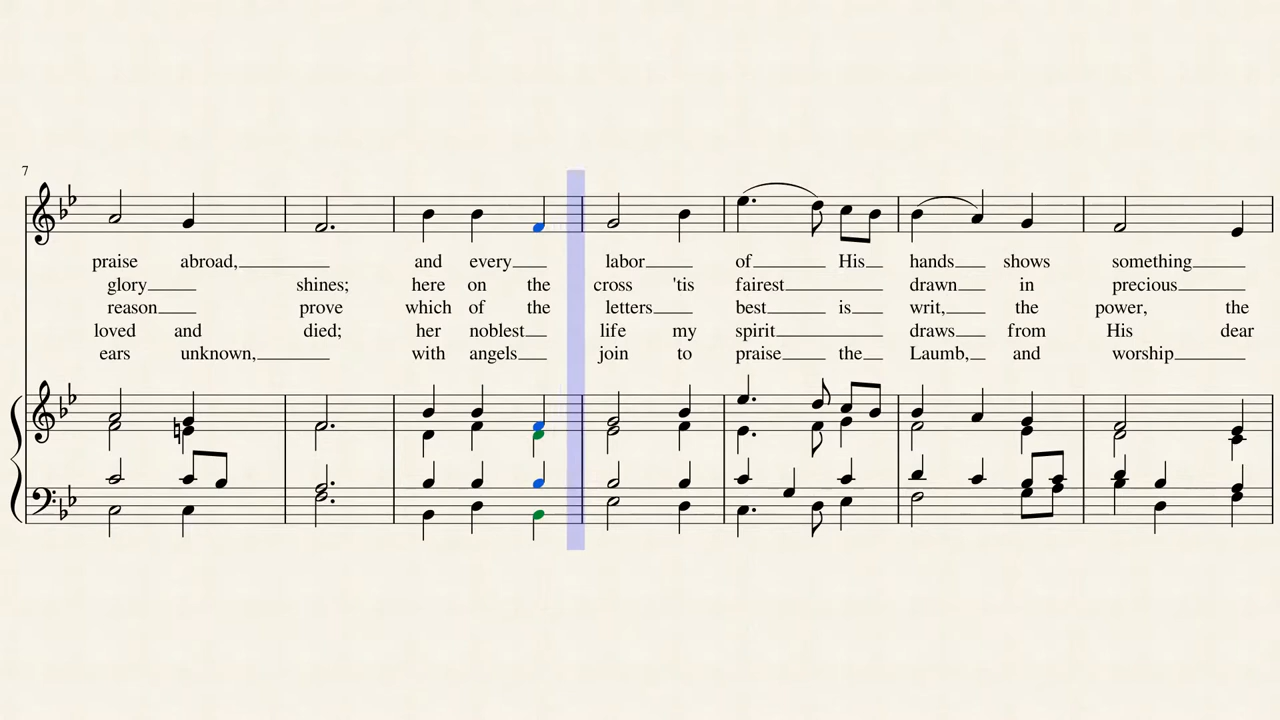 7
praise abroad, and every labor of His hands shows something
glory shines; here on the cross 'tis fairest drawn in precious
reason prove which of the letters best is writ, the power, the
loved and died; her noblest life my spirit draws from His dear
ears unknown, with angels join to praise the Laumb, and worship